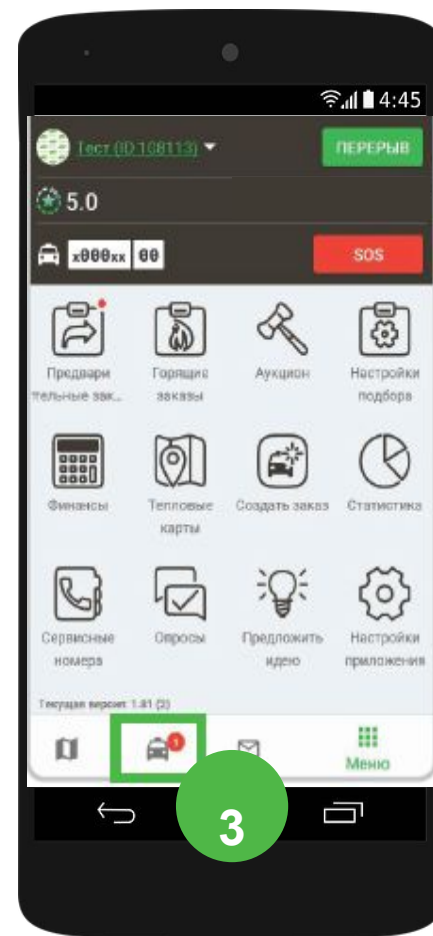 4:45
Тест (ID 108113)
ПЕРЕРЫВ
5.0
х000хх 00
SOS
Предвари
тельные зак...
Горящие
заказы
Аукцион
Настройки
подбора
Финансы
Тепловые
карты
Создать заказ
Статистика
Сервисные
номера
Опросы
Предложить
идею
Настройки
приложения
Текущая версия: 1.81 (2)
1
Меню
3